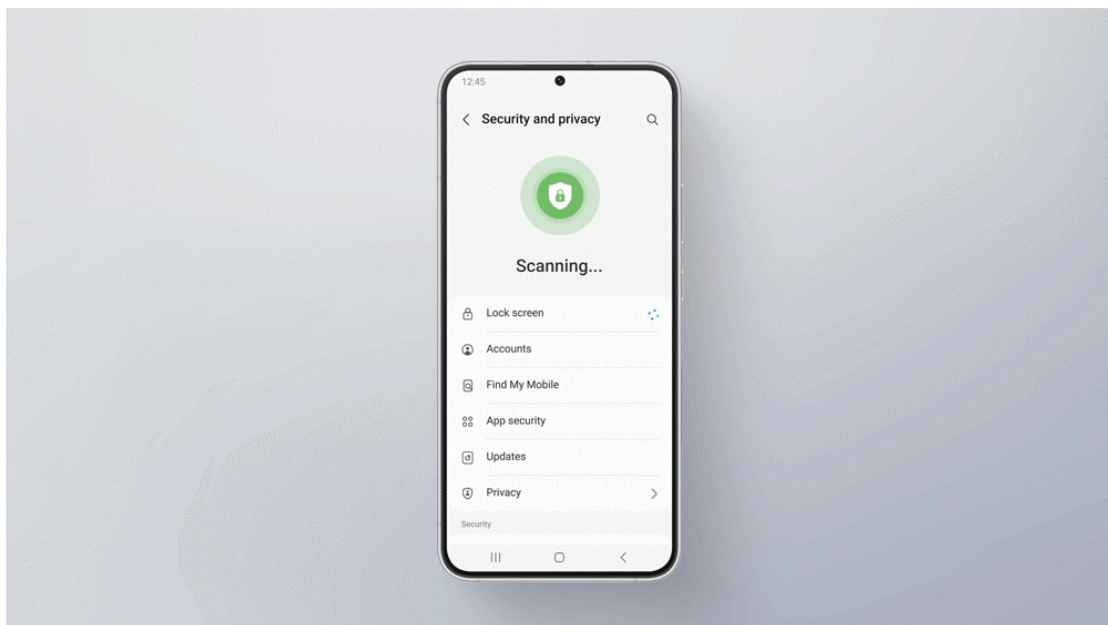 12:45
Security and privacy
Scanning...
Lock screen
Accounts
Find My Mobile
App security
Updates
Privacy
Security